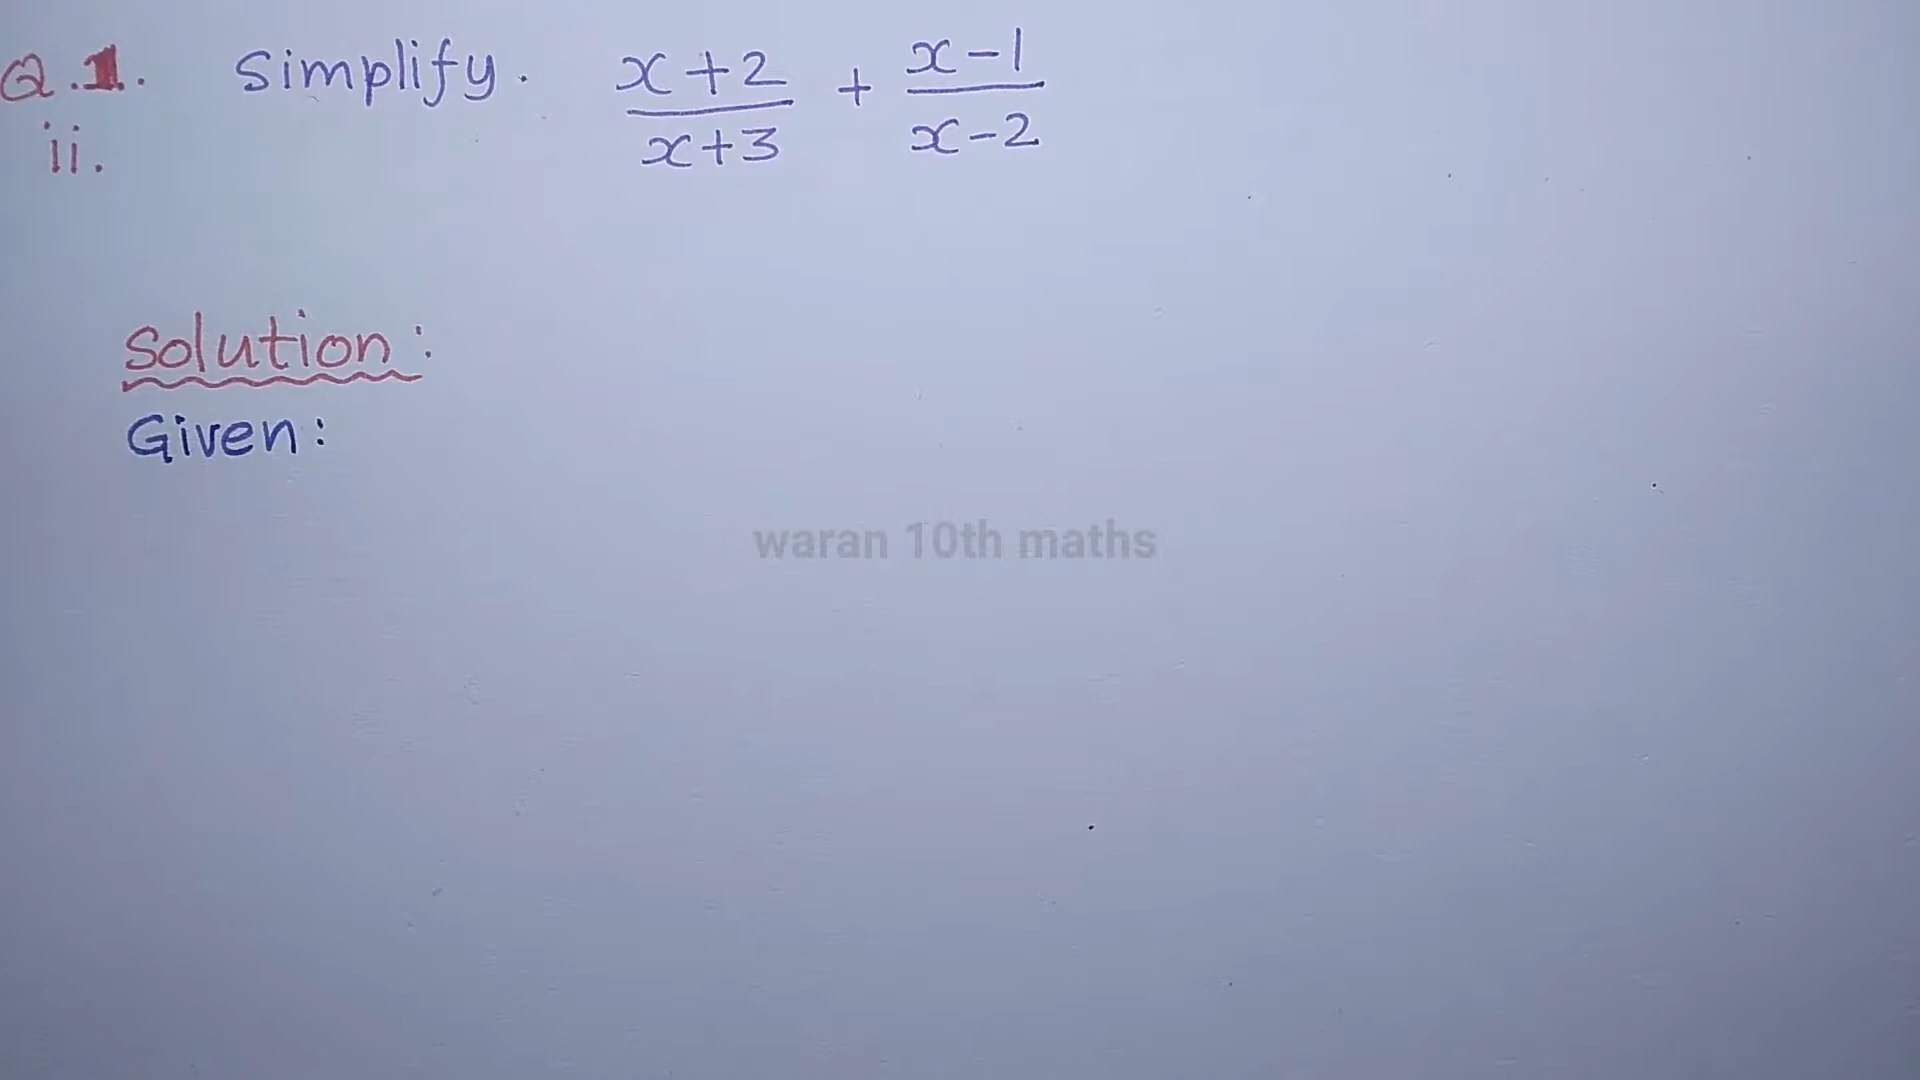 Q.1. Simplify. x+2/x+3 + x-1/x-2
ii.
Solution:
Given:
waran 10th maths